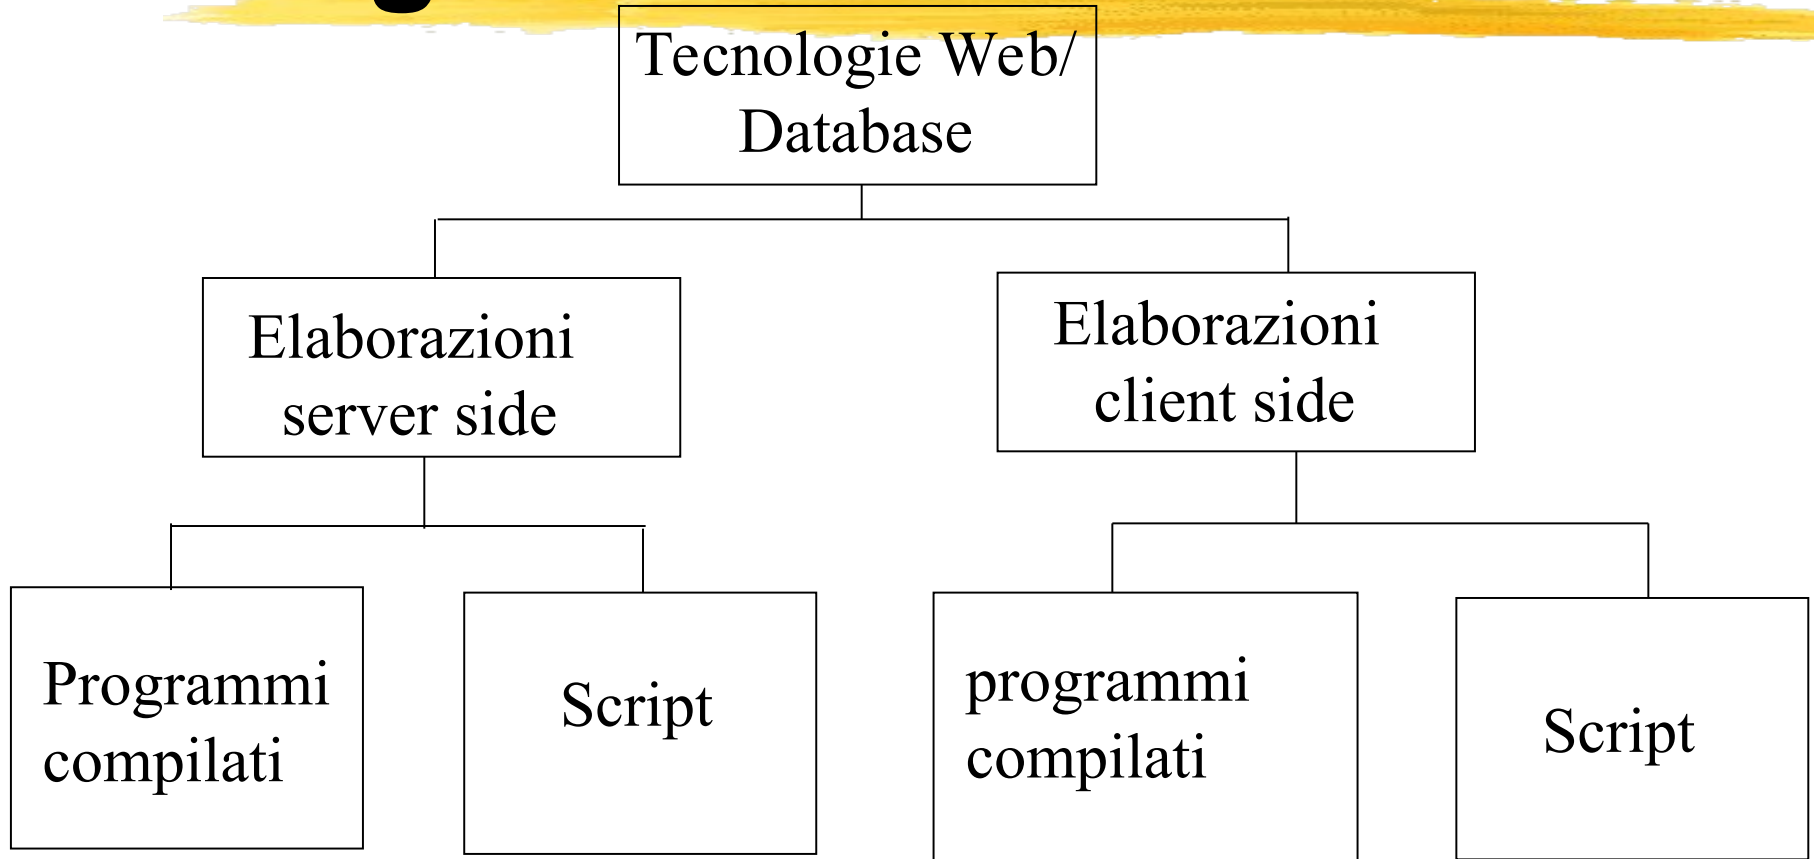 Tecnologie Web/
Database
Elaborazioni
server side
Elaborazioni
client side
Programmi
compilati
Script
programmi
compilati
Script